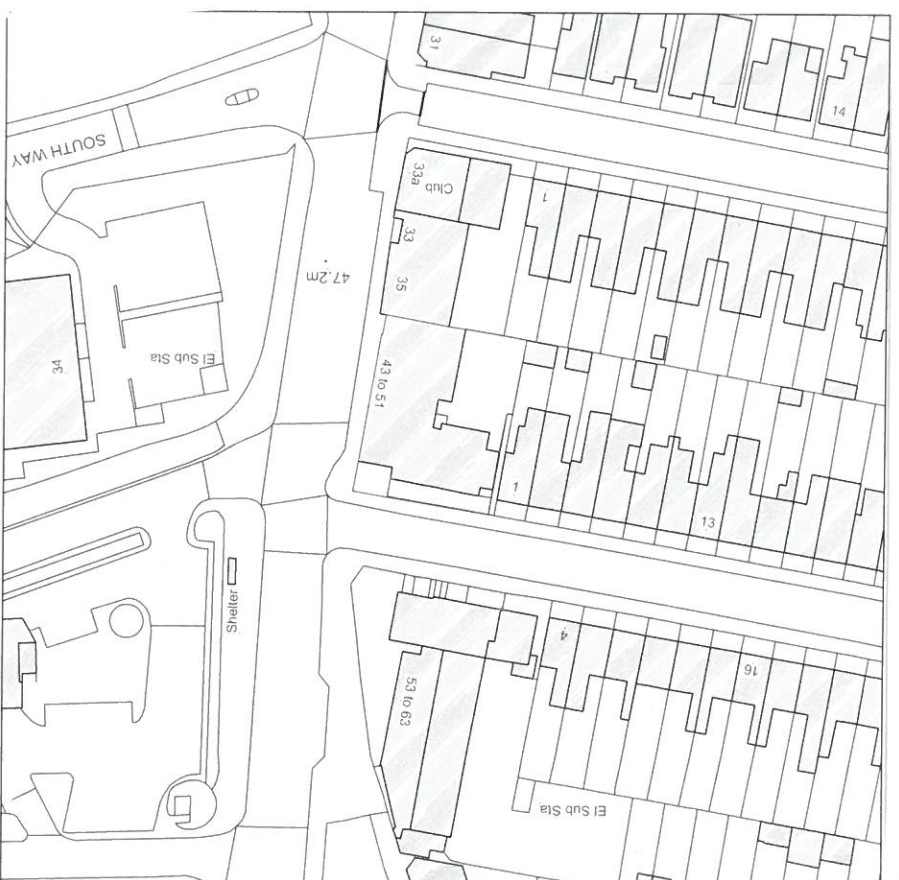 31
14
SOUTH WAY
33a
Club
1
33
47.2m
35
El Sub Sta
34
43 to 51
1
13
Shelter
4
16
53 to 63
El Sub Sta